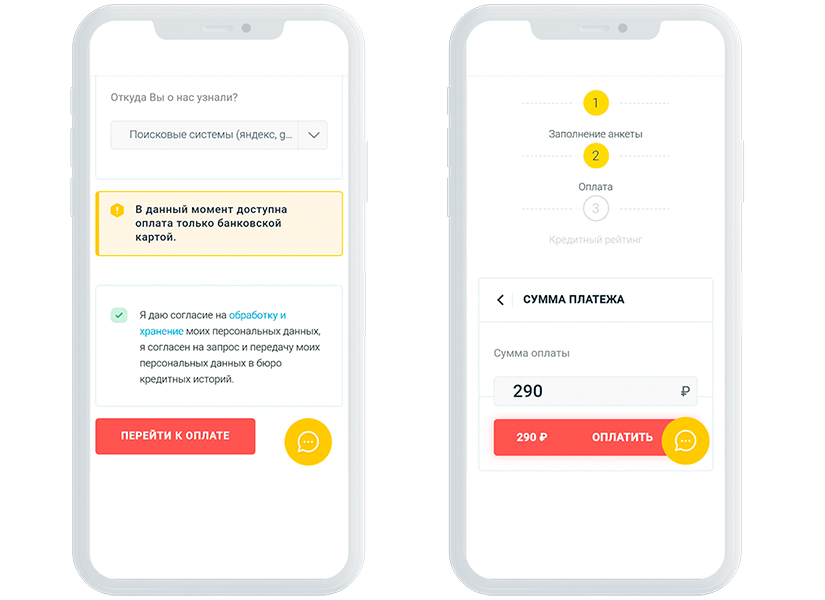 Откуда Вы о нас узнали?
Поисковые системы (яндекс, g...
В данный момент доступна
оплата только банковской
картой.
Я даю согласие на обработку и
хранение моих персональных данных,
я согласен на запрос и передачу моих
персональных данных в бюро
кредитных историй.
ПЕРЕЙТИ К ОПЛАТЕ
1
Заполнение анкеты
2
Оплата
3
Кредитный рейтинг
СУММА ПЛАТЕЖА
Сумма оплаты
290 ₽
290 ₽ ОПЛАТИТЬ